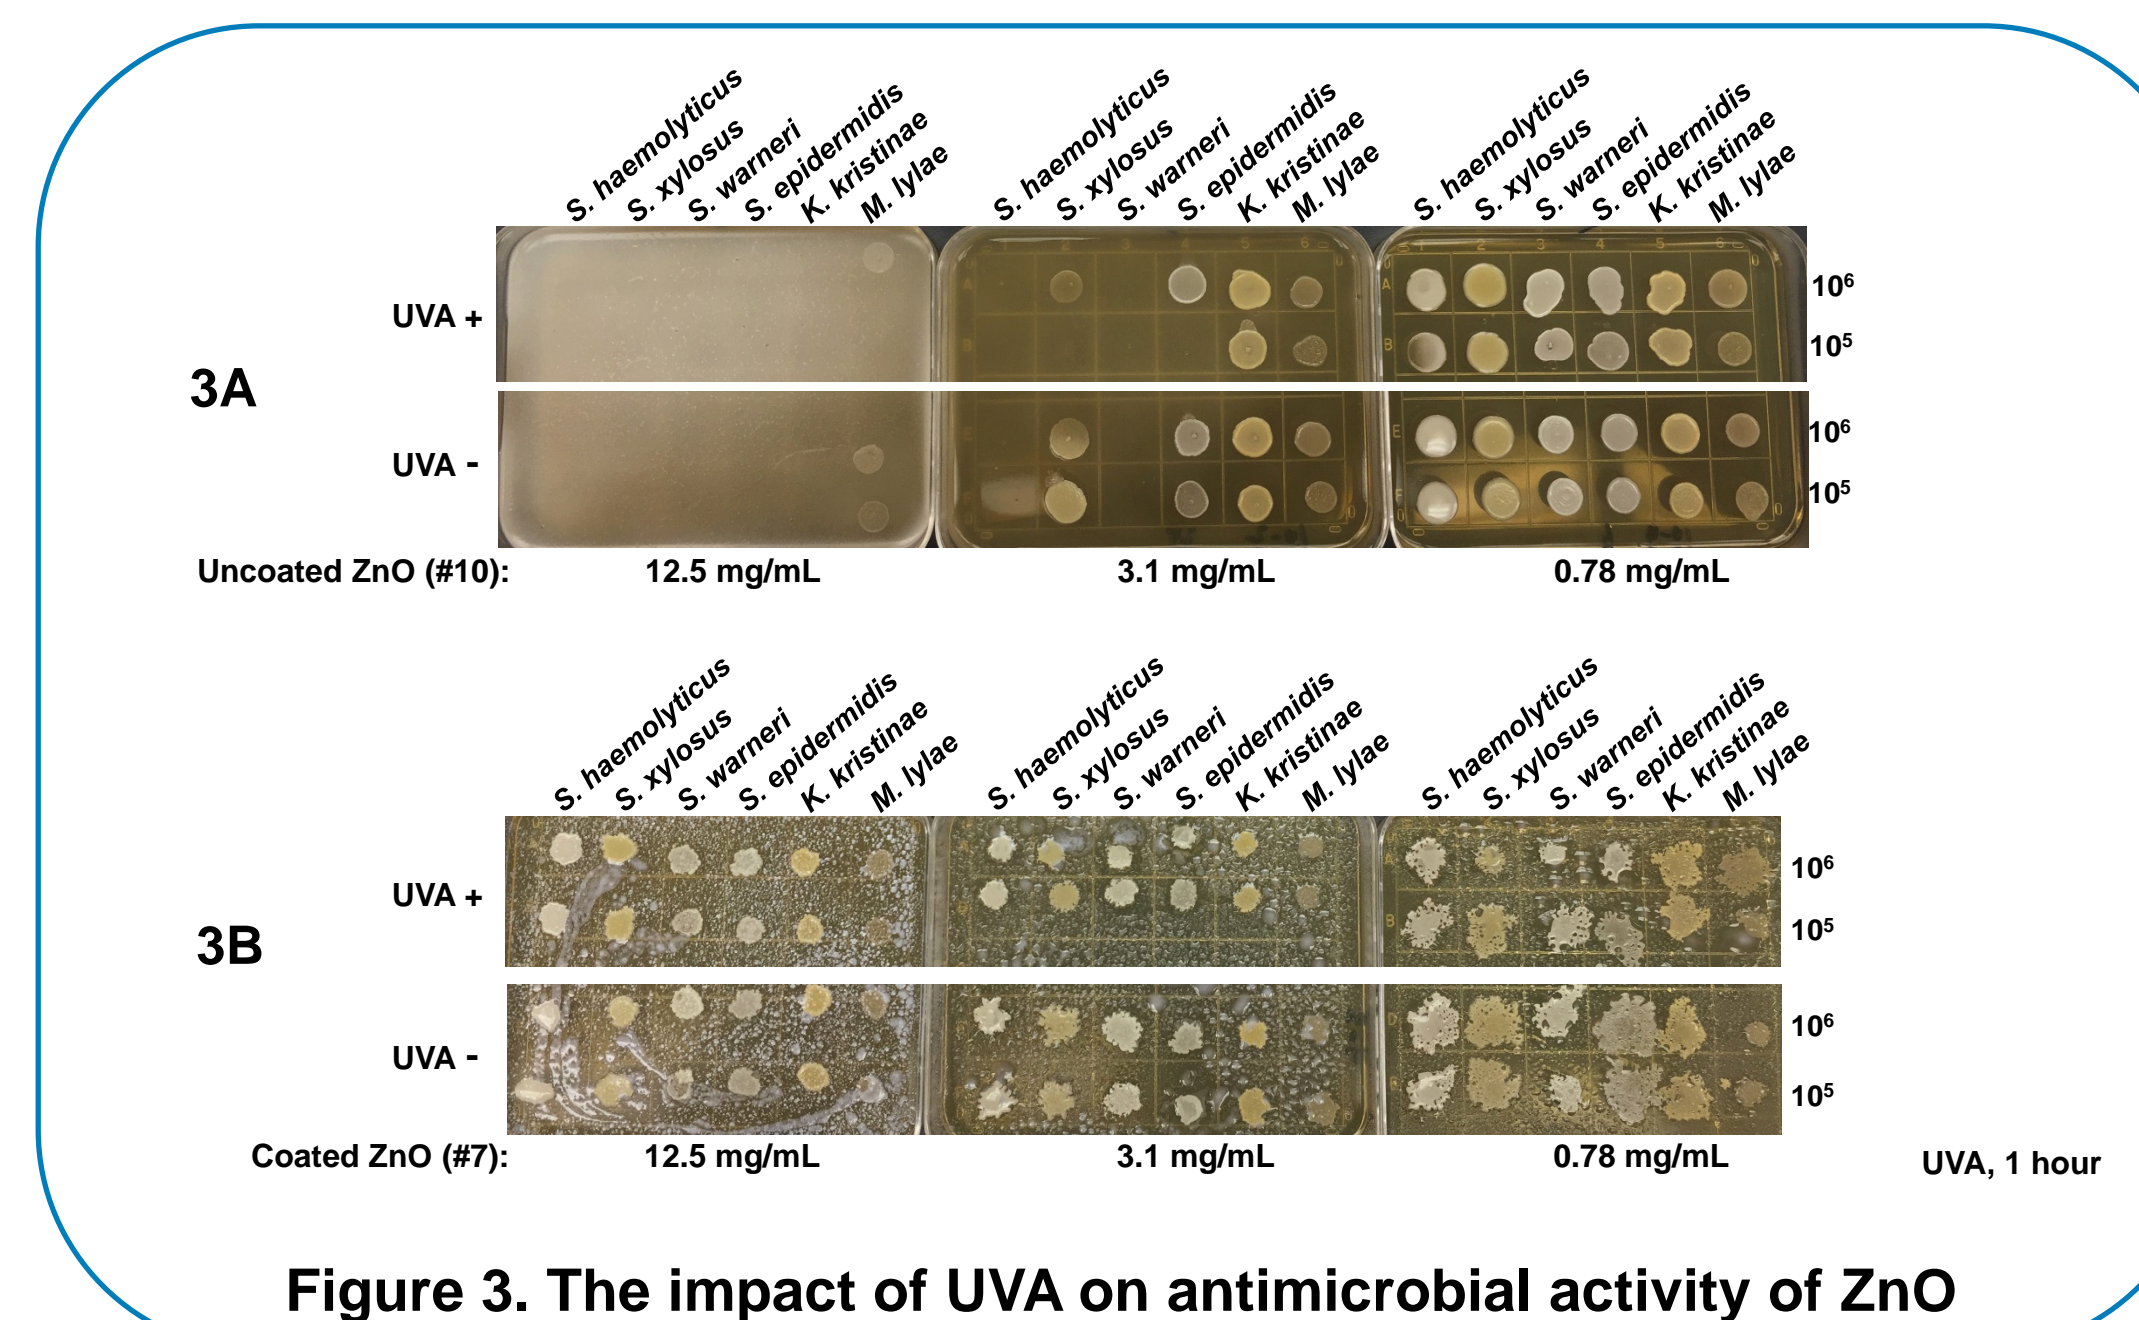 S. haemolyticus
S. xylosus
S. warneri
S. epidermidis
K. kristinae
M. lylae
S. haemolyticus
S. xylosus
S. warneri
S. epidermidis
K. kristinae
M. lylae
S. haemolyticus
S. xylosus
S. warneri
S. epidermidis
K. kristinae
M. lylae
3A
UVA +
10⁶
10⁵
UVA -
10⁶
10⁵
Uncoated ZnO (#10): 12.5 mg/mL 3.1 mg/mL 0.78 mg/mL
S. haemolyticus
S. xylosus
S. warneri
S. epidermidis
K. kristinae
M. lylae
S. haemolyticus
S. xylosus
S. warneri
S. epidermidis
K. kristinae
M. lylae
S. haemolyticus
S. xylosus
S. warneri
S. epidermidis
K. kristinae
M. lylae
3B
UVA +
10⁶
10⁵
UVA -
10⁶
10⁵
Coated ZnO (#7): 12.5 mg/mL 3.1 mg/mL 0.78 mg/mL
UVA, 1 hour
Figure 3. The impact of UVA on antimicrobial activity of ZnO